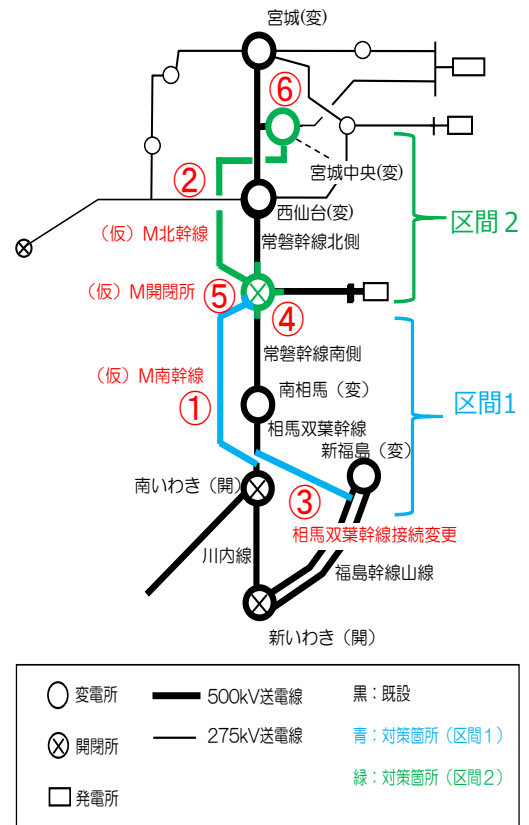 宮城(変)
⑥
宮城中央(変)
②
西仙台(変)
区間２
（仮）Ｍ北幹線
常磐幹線北側
（仮）Ｍ開閉所
⑤
④
常磐幹線南側
（仮）Ｍ南幹線
①
南相馬（変）
区間1
相馬双葉幹線
新福島（変）
南いわき（開）
③
相馬双葉幹線接続変更
川内線
福島幹線山線
新いわき（開）
変電所
500kV送電線
黒：既設
開閉所
275kV送電線
青：対策箇所（区間１）
発電所
緑：対策箇所（区間２）